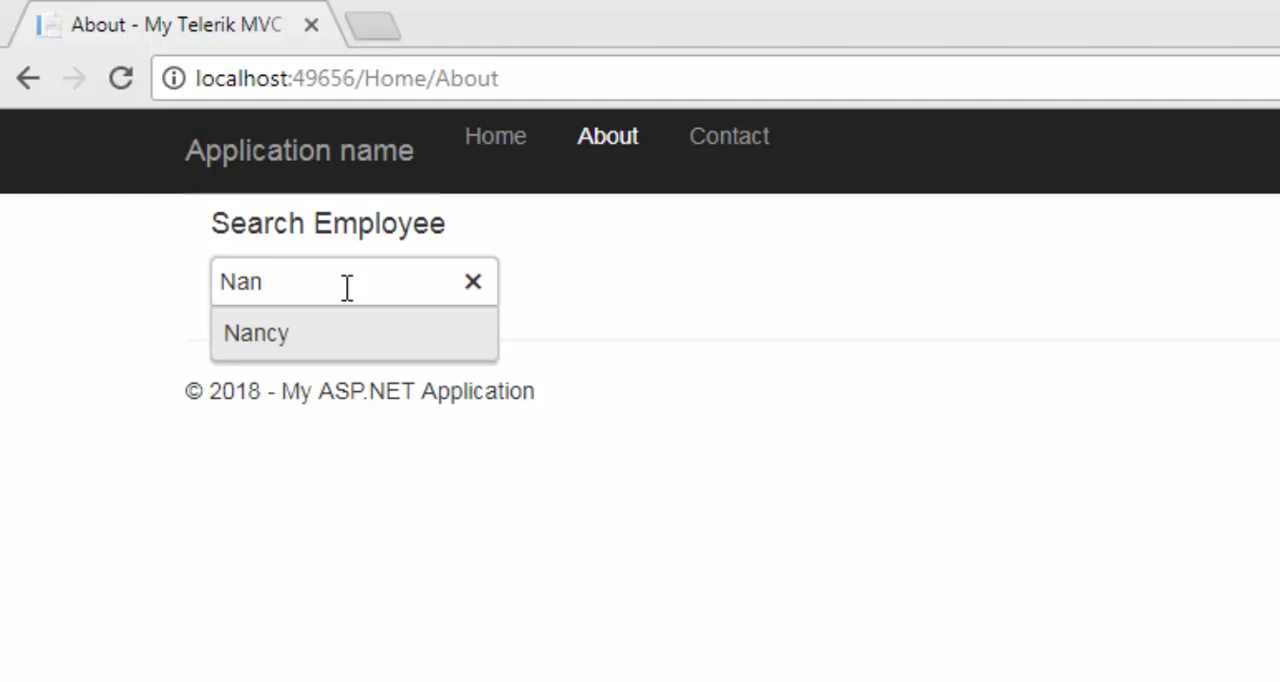 About - My Telerik MVC
localhost:49656/Home/About
Application name
Home
About
Contact
Search Employee
Nan
Nancy
© 2018 - My ASP.NET Application